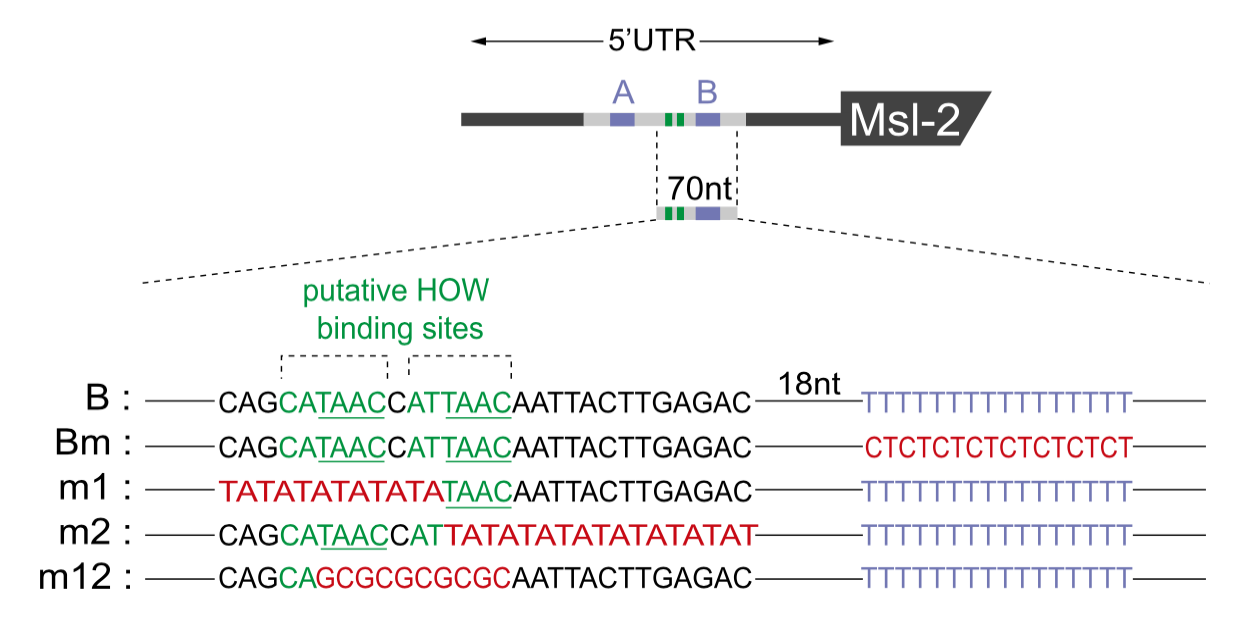 5'UTR
A B
Msl-2
70nt
putative HOW
binding sites
B : CAGCATAACCATTAACAATTACTTGAGAC 18nt TTTTTTTTTTTTTTTT
Bm : CAGCATAACCATTAACAATTACTTGAGAC CTCTCTCTCTCTCTCT
m1 : TATATATATATATAACAATTACTTGAGAC TTTTTTTTTTTTTTTT
m2 : CAGCATAACCATTATATATATATATATAT TTTTTTTTTTTTTTTT
m12 : CAGCAGCGCGCGCGCAATTACTTGAGAC TTTTTTTTTTTTTTTT